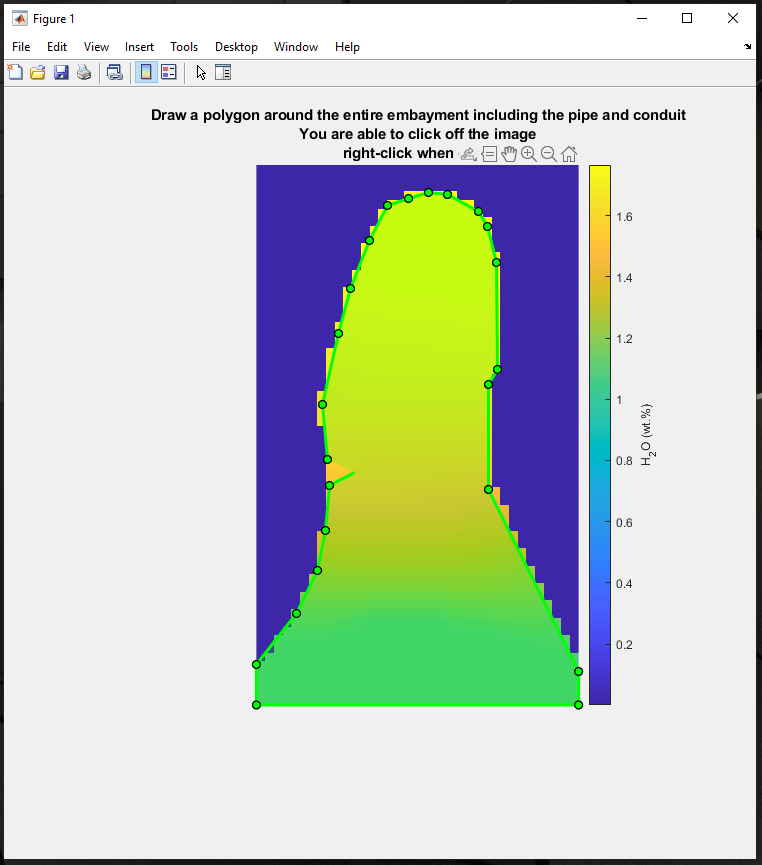 Figure 1
File Edit View Insert Tools Desktop Window Help
Draw a polygon around the entire embayment including the pipe and conduit
You are able to click off the image
right-click when
1.6
1.4
1.2
1
0.8
0.6
0.4
0.2
H2O (wt.%)